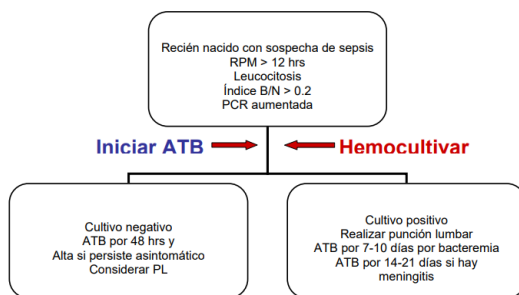 Recién nacido con sospecha de sepsis
RPM > 12 hrs
Leucocitosis
Índice B/N > 0.2
PCR aumentada
Iniciar ATB
Hemocultivar
Cultivo negativo
ATB por 48 hrs y
Alta si persiste asintomático
Considerar PL
Cultivo positivo
Realizar punción lumbar
ATB por 7-10 días por bacteremia
ATB por 14-21 días si hay
meningitis